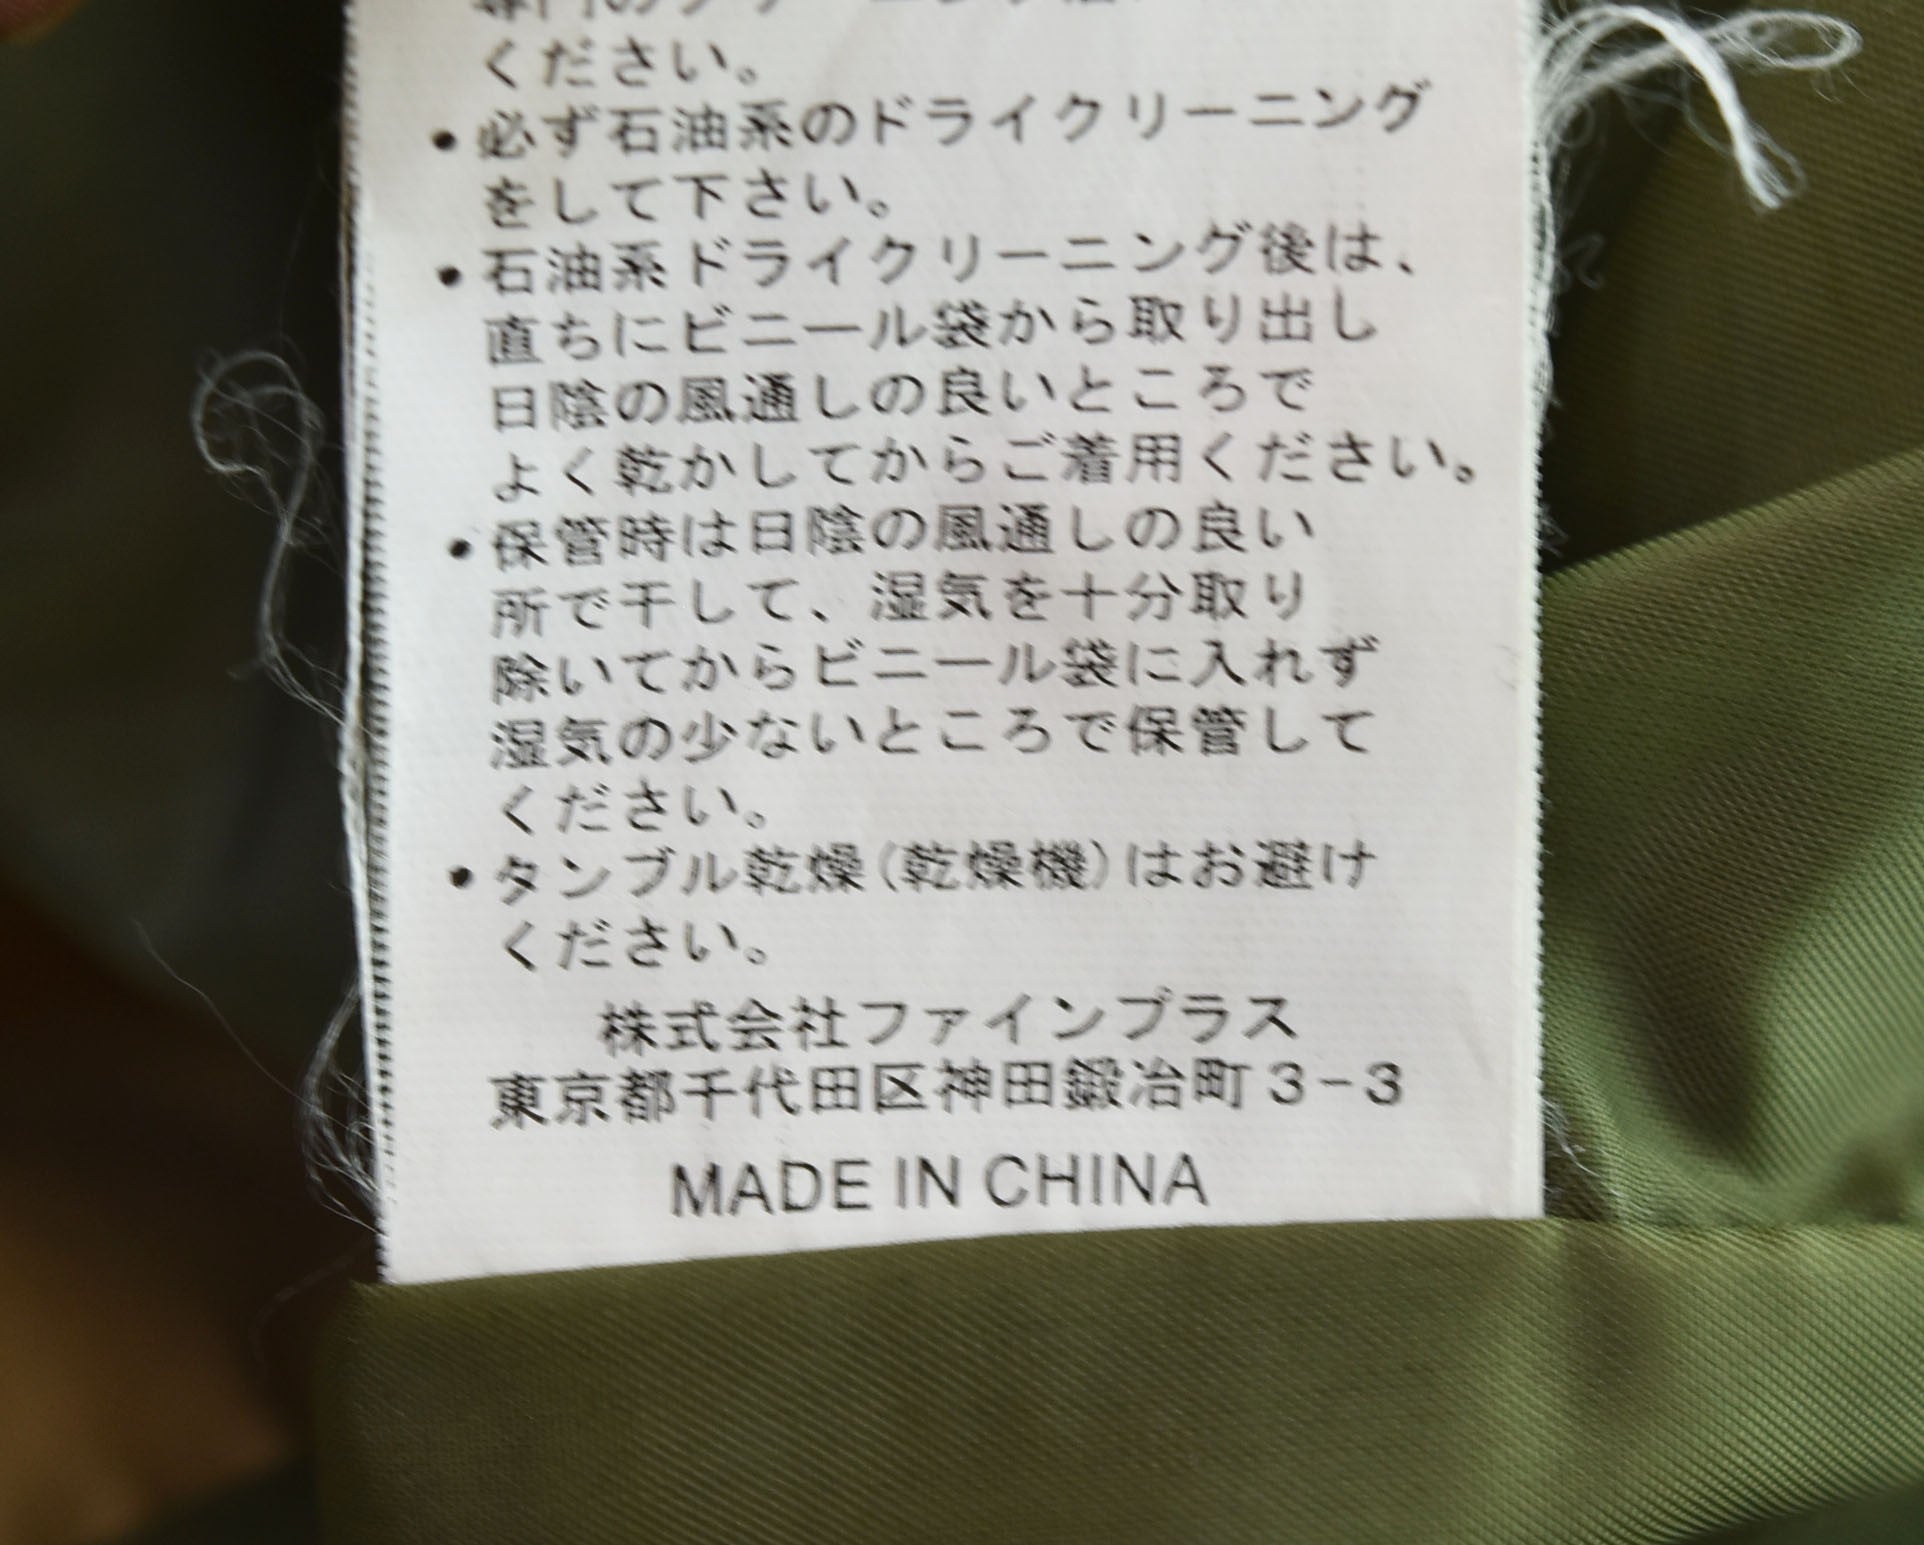 ください。
・必ず石油系のドライクリーニング
をして下さい。
・石油系ドライクリーニング後は、
直ちにビニール袋から取り出し
日陰の風通しの良いところで
よく乾かしてからご着用ください。
・保管時は日陰の風通しの良い
所で干して、湿気を十分取り
除いてからビニール袋に入れず
湿気の少ないところで保管して
ください。
・タンブル乾燥(乾燥機)はお避け
ください。
株式会社ファインプラス
東京都千代田区神田鍛冶町3-3
MADE IN CHINA